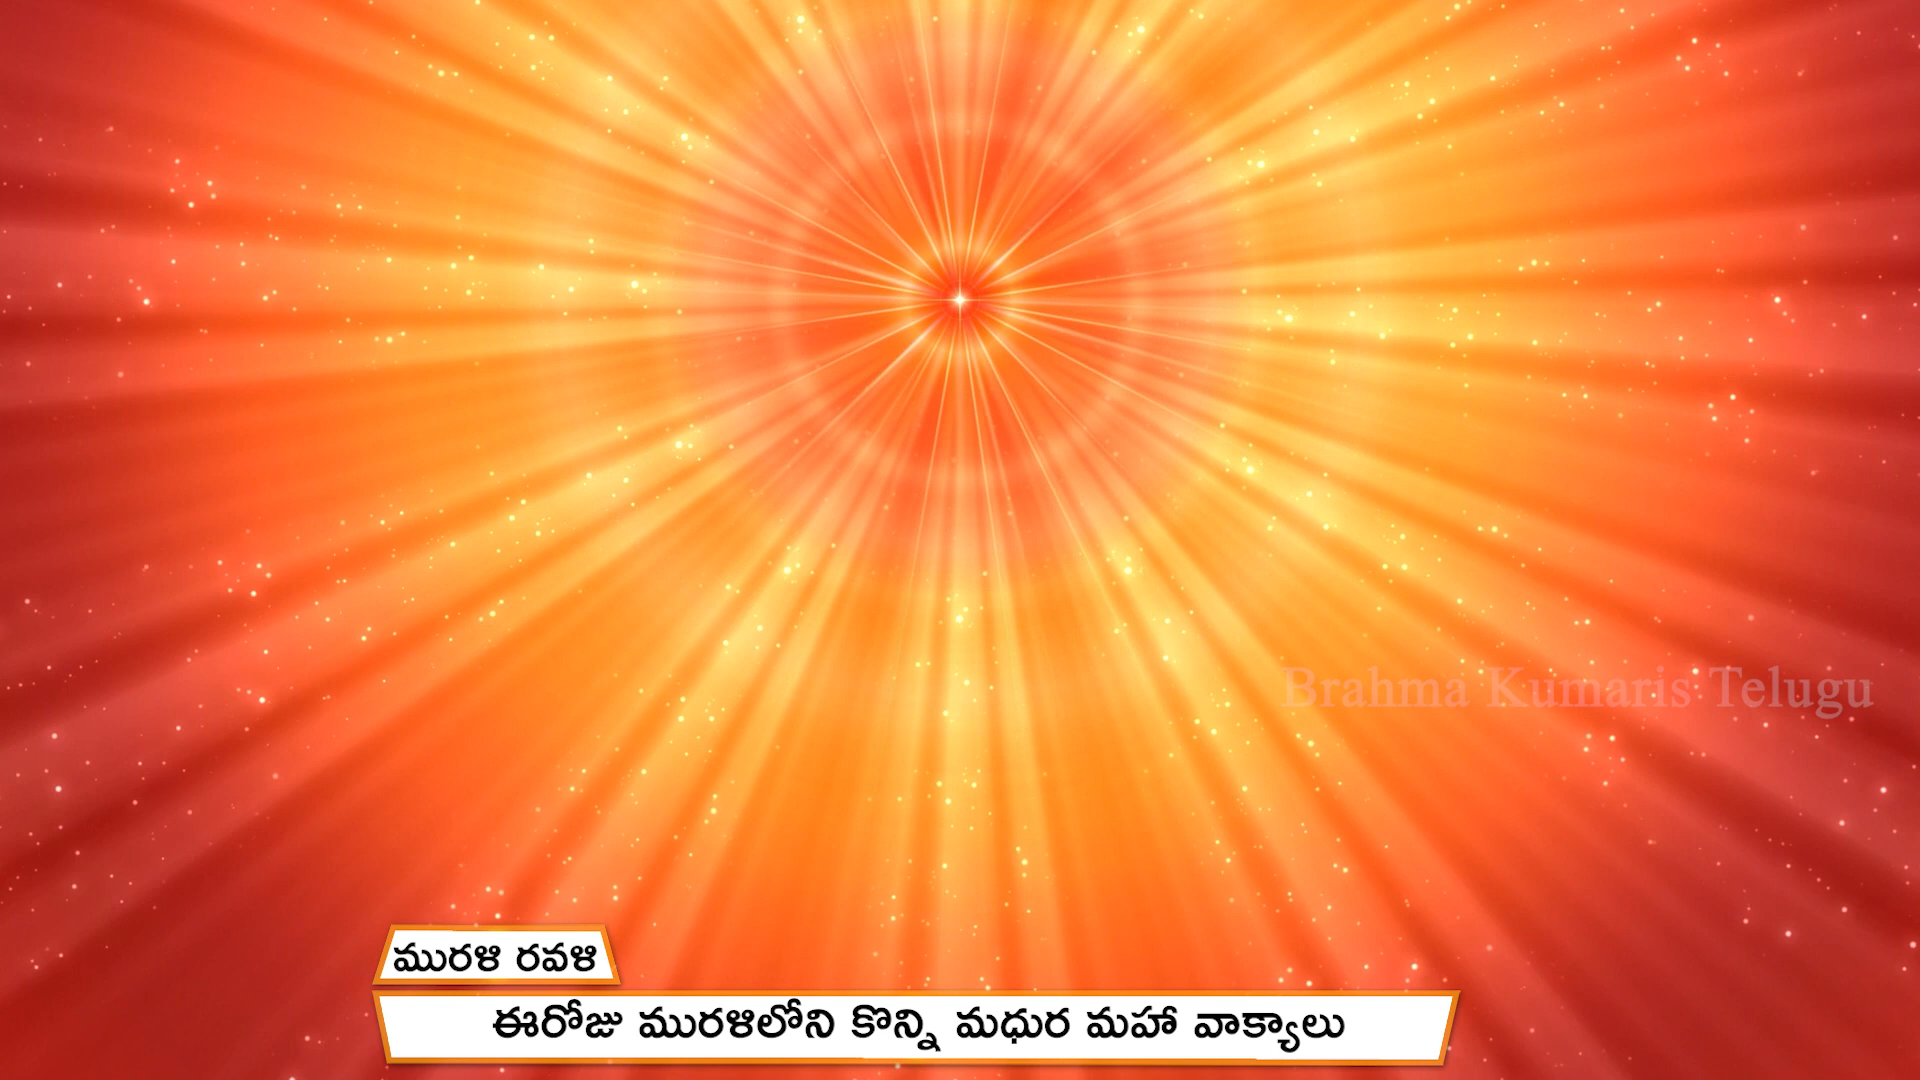 Brahma Kumaris Telugu
మురళి రవళి
ఈరోజు మురళిలోని కొన్ని మధుర మహా వాక్యాలు